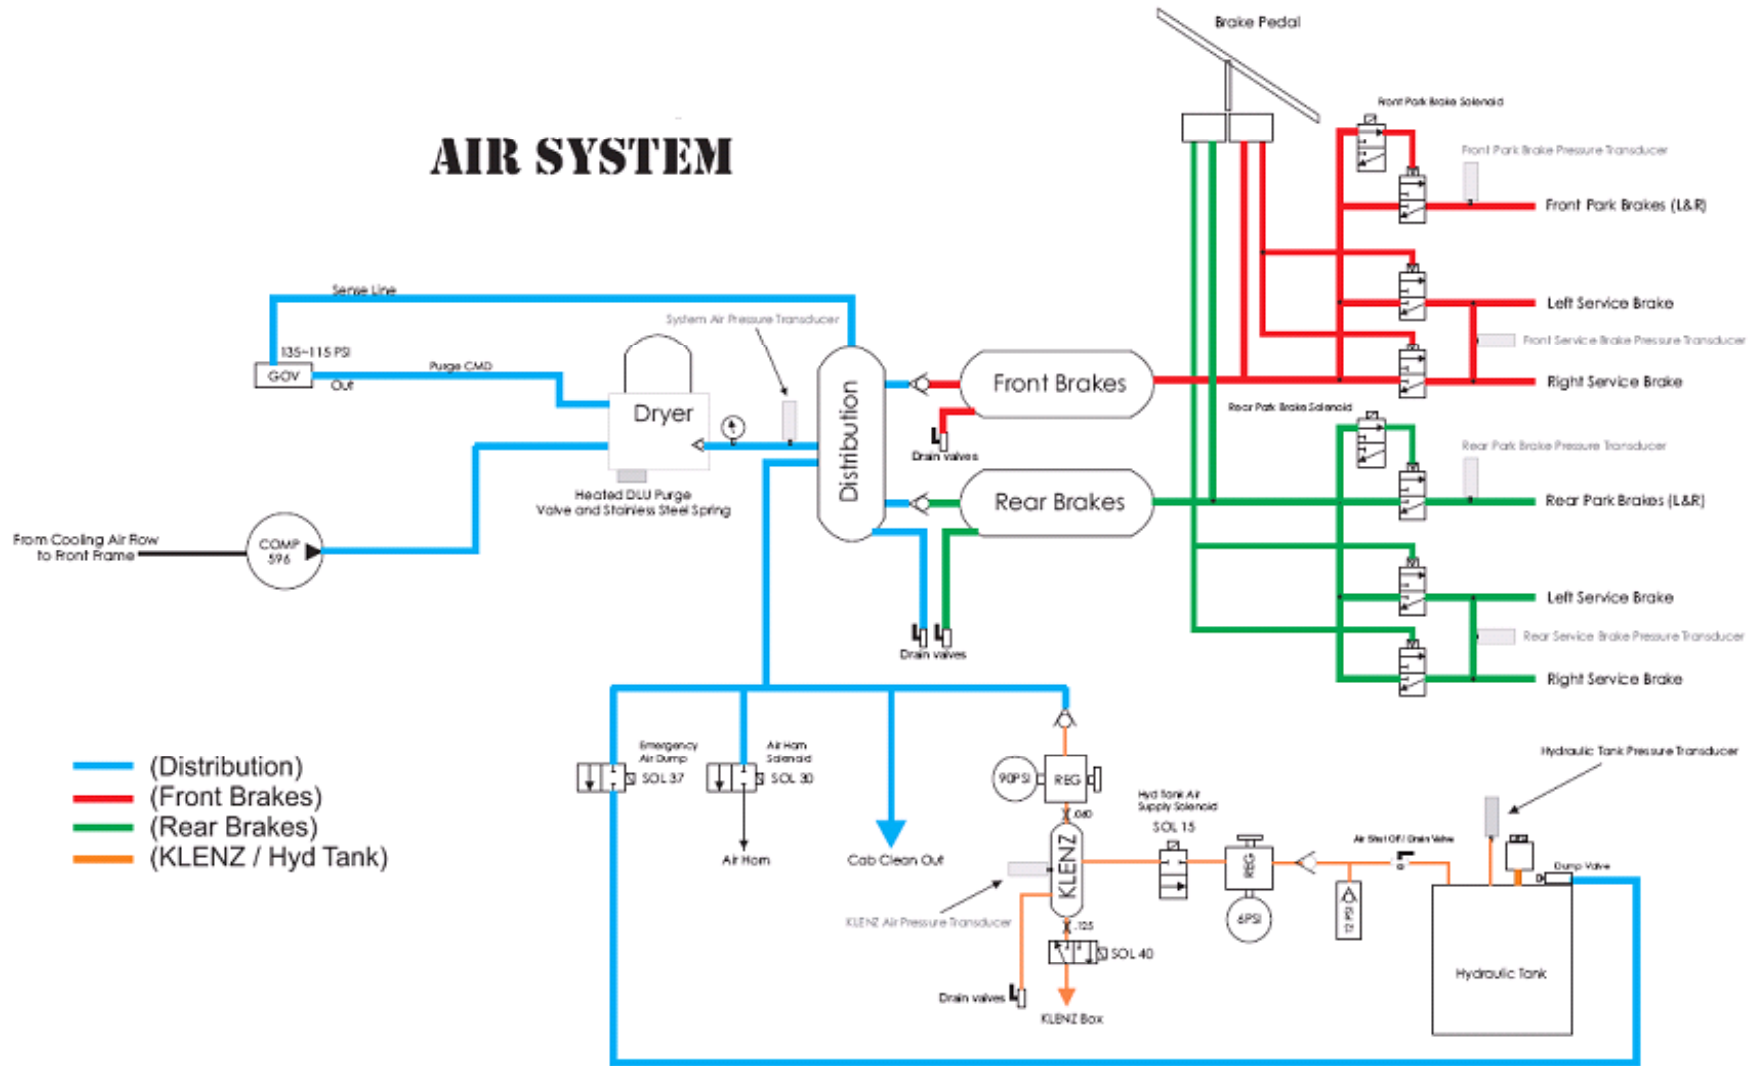 Brake Pedal
Front Park Brake Solenoid
AIR SYSTEM
Front Park Brake Pressure Transducer
Front Park Brakes (L&R)
Sense Line
System Air Pressure Transducer
Left Service Brake
Front Service Brake Pressure Transducer
135~115 PSI
GOV
Out
Purge CMD
Dryer
Distribution
Front Brakes
Right Service Brake
Rear Park Brake Solenoid
Drain valves
Rear Park Brake Pressure Transducer
Heated DLU Purge
Valve and Stainless Steel Spring
Rear Brakes
Rear Park Brakes (L&R)
From Cooling Air Flow
to Front Frame
COMP
596
Left Service Brake
Drain valves
Rear Service Brake Pressure Transducer
Right Service Brake
(Distribution)
(Front Brakes)
(Rear Brakes)
(KLENZ / Hyd Tank)
Emergency
Air Dump
SOL 37
Air Horn
Solenoid
SOL 30
90PSI
REG
Hyd Tank Air
Supply Solenoid
SOL 15
Hydraulic Tank Pressure Transducer
.060
Air Horn
Cab Clean Out
KLENZ
REG
Air Shut Off / Drain Valve
Dump Valve
KLENZ Air Pressure Transducer
.125
6PSI
12 PSI
SOL 40
Hydraulic Tank
Drain valves
KLENZ Box